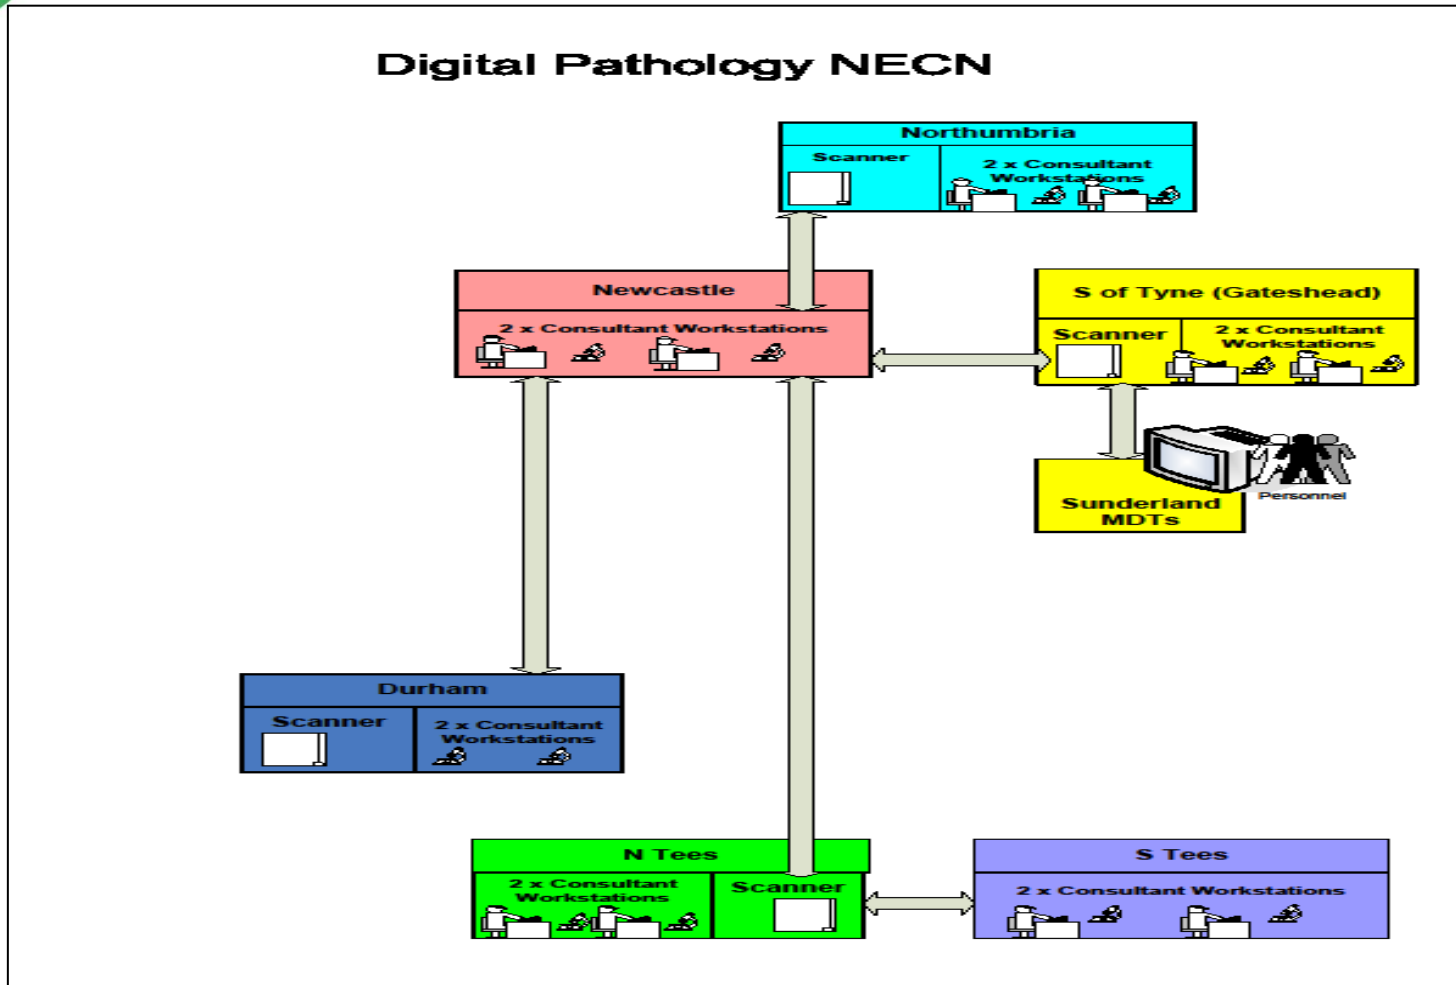 Digital Pathology NECN
Northumbria
Scanner
2 x Consultant
Workstations
Newcastle
2 x Consultant Workstations
S of Tyne (Gateshead)
Scanner
2 x Consultant
Workstations
Personnel
Sunderland
MDTs
Durham
Scanner
2 x Consultant
Workstations
N Tees
2 x Consultant
Workstations
Scanner
S Tees
2 x Consultant Workstations